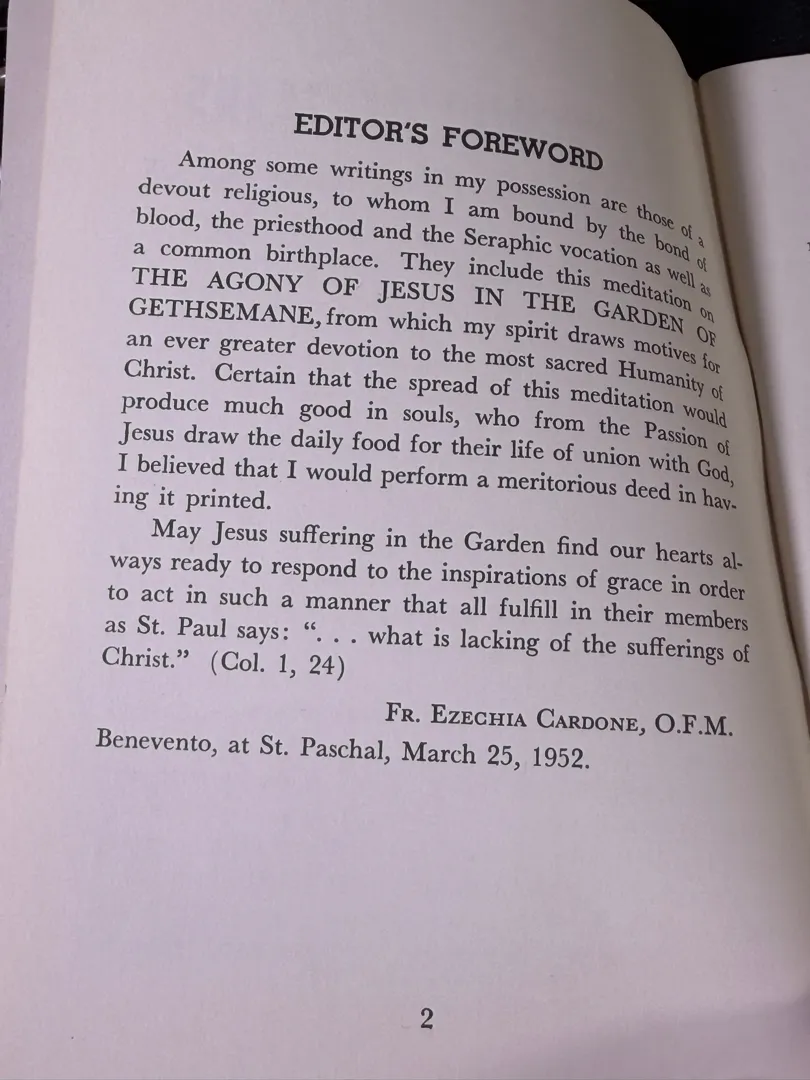 EDITOR'S FOREWORD
Among some writings in my possession are those of a
devout religious, to whom I am bound by the bond of
blood, the priesthood and the Seraphic vocation as well as
a common birthplace. They include this meditation on
THE AGONY OF JESUS IN THE GARDEN OF
GETHSEMANE, from which my spirit draws motives for
an ever greater devotion to the most sacred Humanity of
Christ. Certain that the spread of this meditation would
produce much good in souls, who from the Passion of
Jesus draw the daily food for their life of union with God,
I believed that I would perform a meritorious deed in hav-
ing it printed.
May Jesus suffering in the Garden find our hearts al-
ways ready to respond to the inspirations of grace in order
to act in such a manner that all fulfill in their members
as St. Paul says: “. . . what is lacking of the sufferings of
Christ.” (Col. 1, 24)
FR. EZECHIA CARDONE, O.F.M.
Benevento, at St. Paschal, March 25, 1952.
2